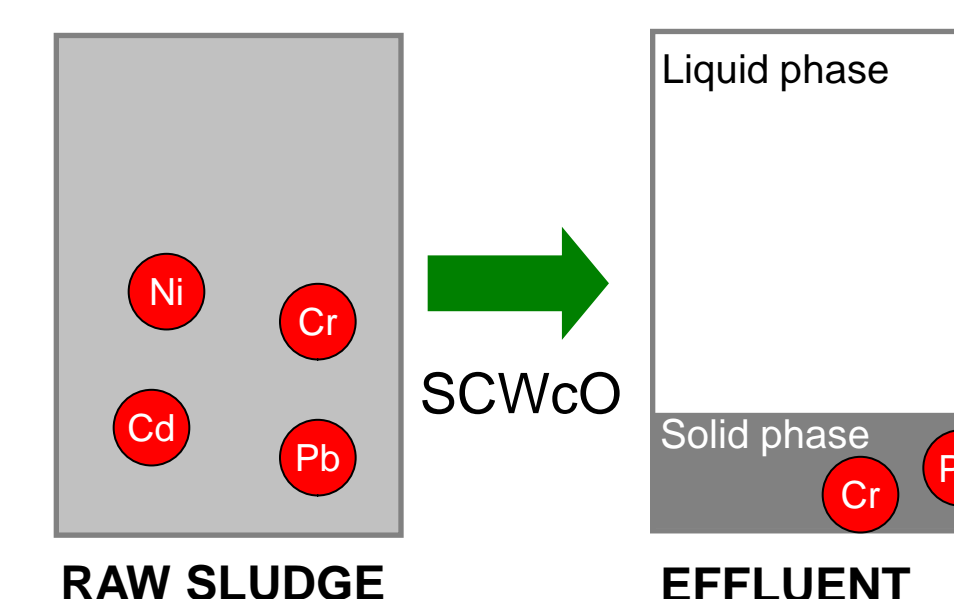 Liquid phase
Ni
Cr
SCWcO
Cd
Pb
Solid phase
Cr
RAW SLUDGE
EFFLUENT